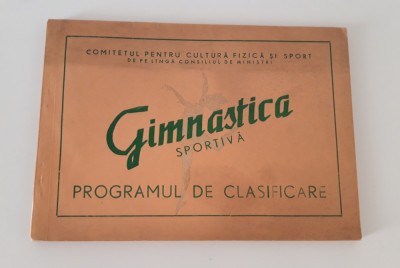 COMITETUL PENTRU CULTURĂ FIZICĂ ȘI SPORT
DE PE LÎNGĂ CONSILIUL DE MINIȘTRI
Gimnastica
SPORTIVĂ
PROGRAMUL DE CLASIFICARE